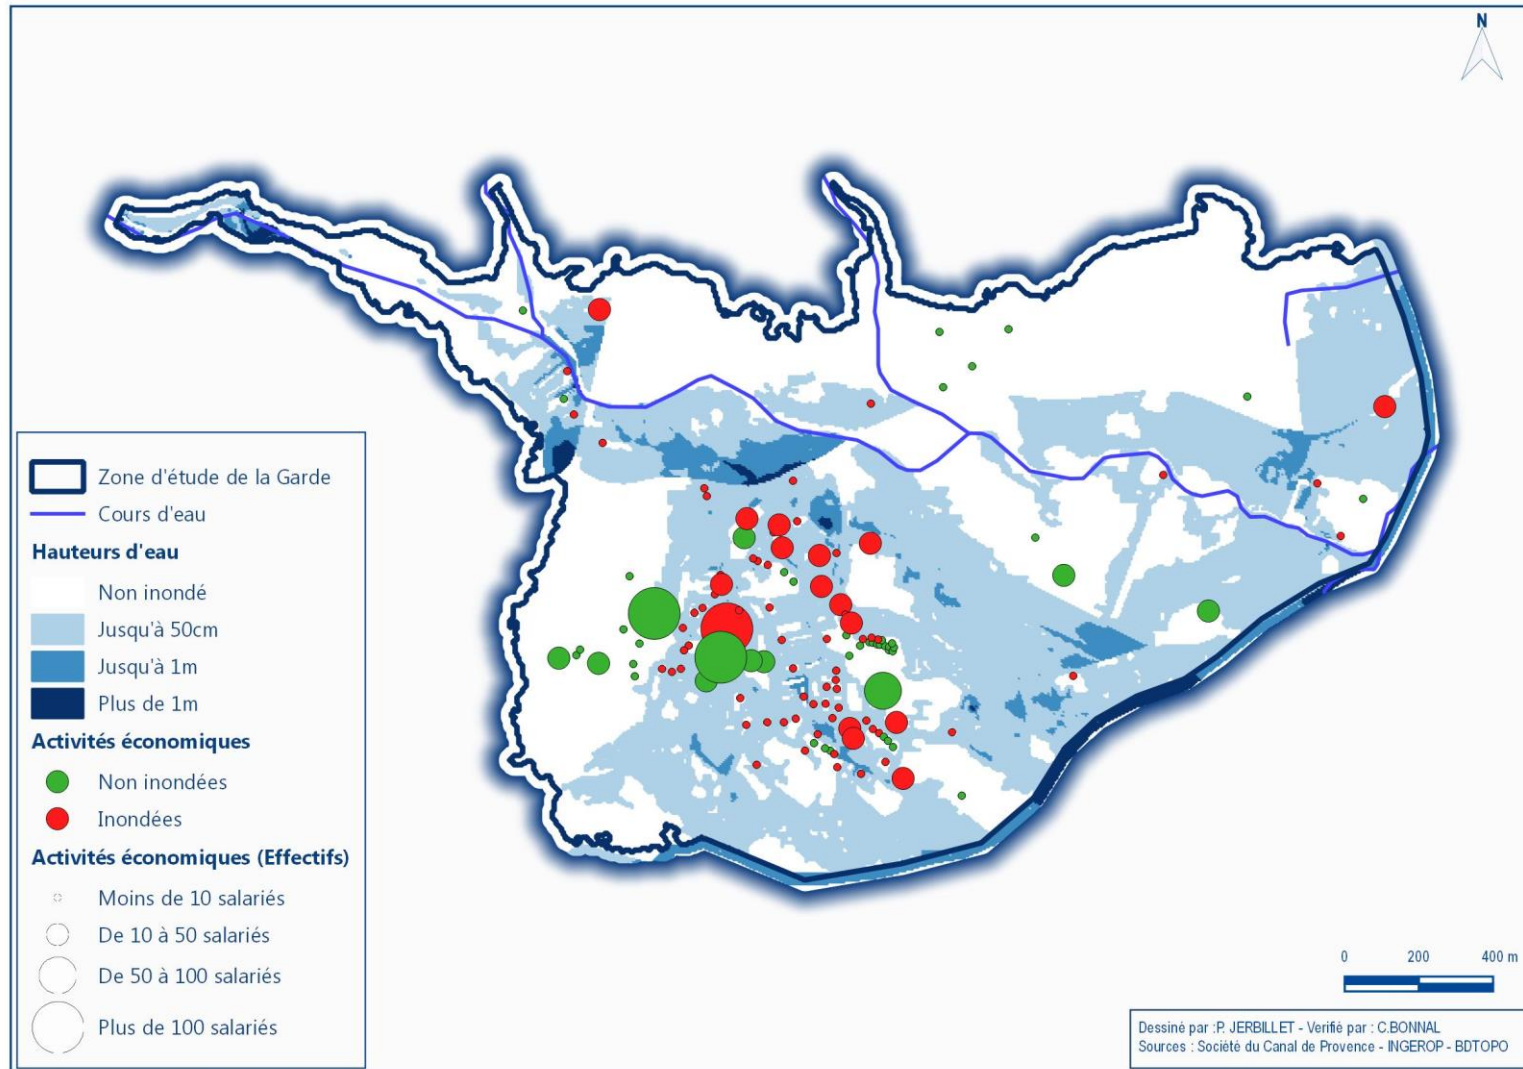 N
Zone d'étude de la Garde
Cours d'eau
Hauteurs d'eau
Non inondé
Jusqu'à 50cm
Jusqu'à 1m
Plus de 1m
Activités économiques
Non inondées
Inondées
Activités économiques (Effectifs)
Moins de 10 salariés
De 10 à 50 salariés
De 50 à 100 salariés
Plus de 100 salariés
0 200 400 m
Dessiné par :P. JERBILLET - Verifié par : C.BONNAL
Sources : Société du Canal de Provence - INGEROP - BDTOPO